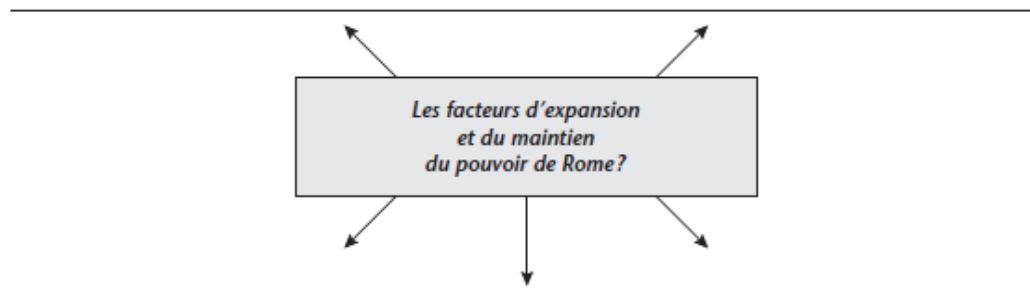 Les facteurs d'expansion
et du maintien
du pouvoir de Rome?